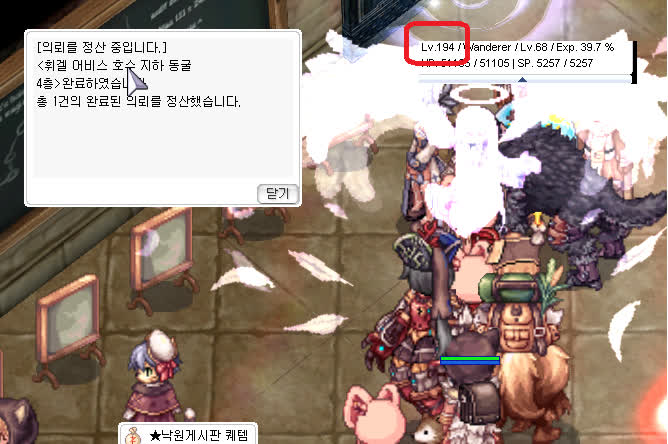 [의뢰를 정산 중입니다.]
<휘겔 어비스 호수 지하 동굴
4층>완료하였습니다.
총 1건의 완료된 의뢰를 정산했습니다.
닫기
Lv.194 / Wanderer / Lv.68 / Exp. 39.7 %
HP. 51105 / 51105 | SP. 5257 / 5257
★낙원게시판 퀘템